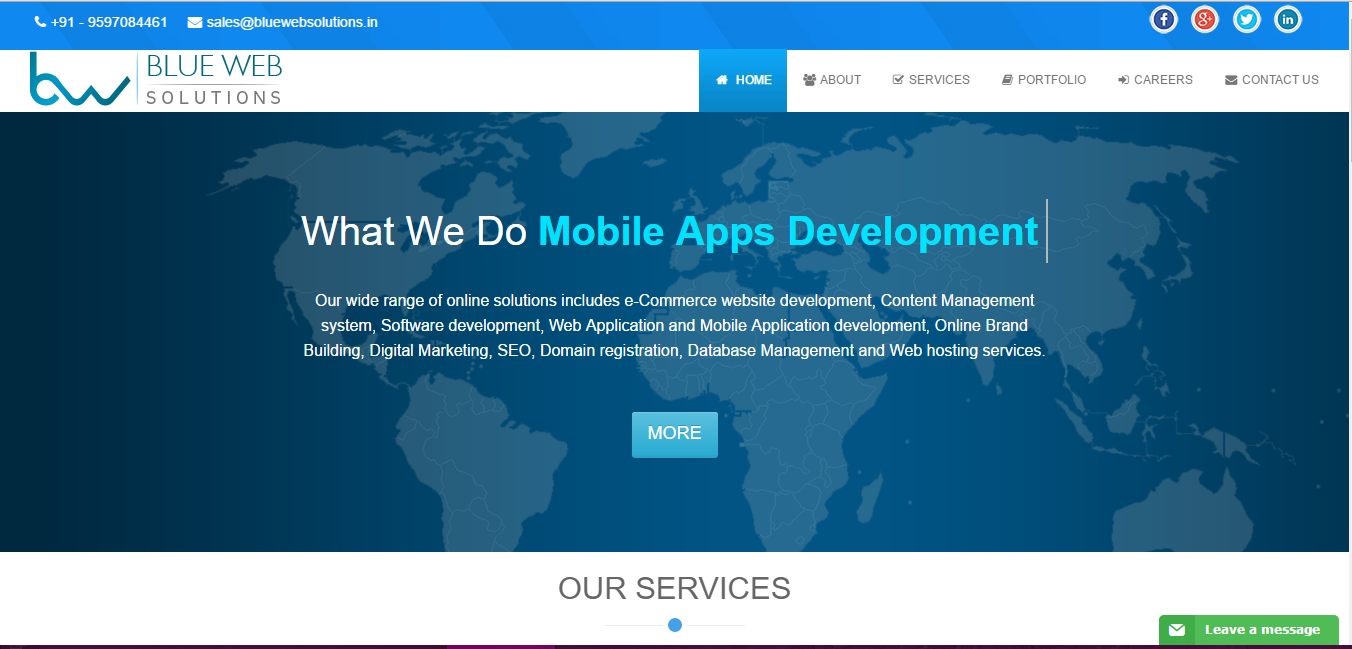 +91 - 9597084461 sales@bluewebsolutions.in
BLUE WEB
SOLUTIONS
HOME ABOUT SERVICES PORTFOLIO CAREERS CONTACT US
What We Do Mobile Apps Development
Our wide range of online solutions includes e-Commerce website development, Content Management
system, Software development, Web Application and Mobile Application development, Online Brand
Building, Digital Marketing, SEO, Domain registration, Database Management and Web hosting services.
MORE
OUR SERVICES
Leave a message